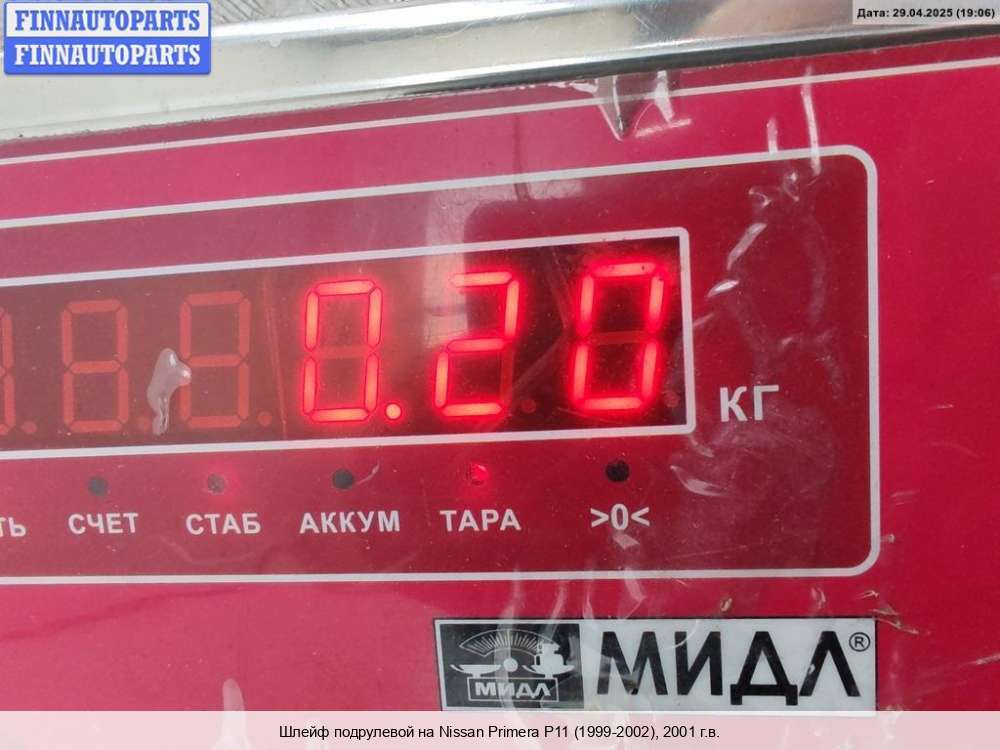 FINNAUTOPARTS
FINNAUTOPARTS
Дата: 29.04.2025 (19:06)
0.20
КГ
ТЬ СЧЕТ СТАБ АККУМ ТАРА >0<
МИДЛ МИДЛ®
Шлейф подрулевой на Nissan Primera P11 (1999-2002), 2001 г.в.